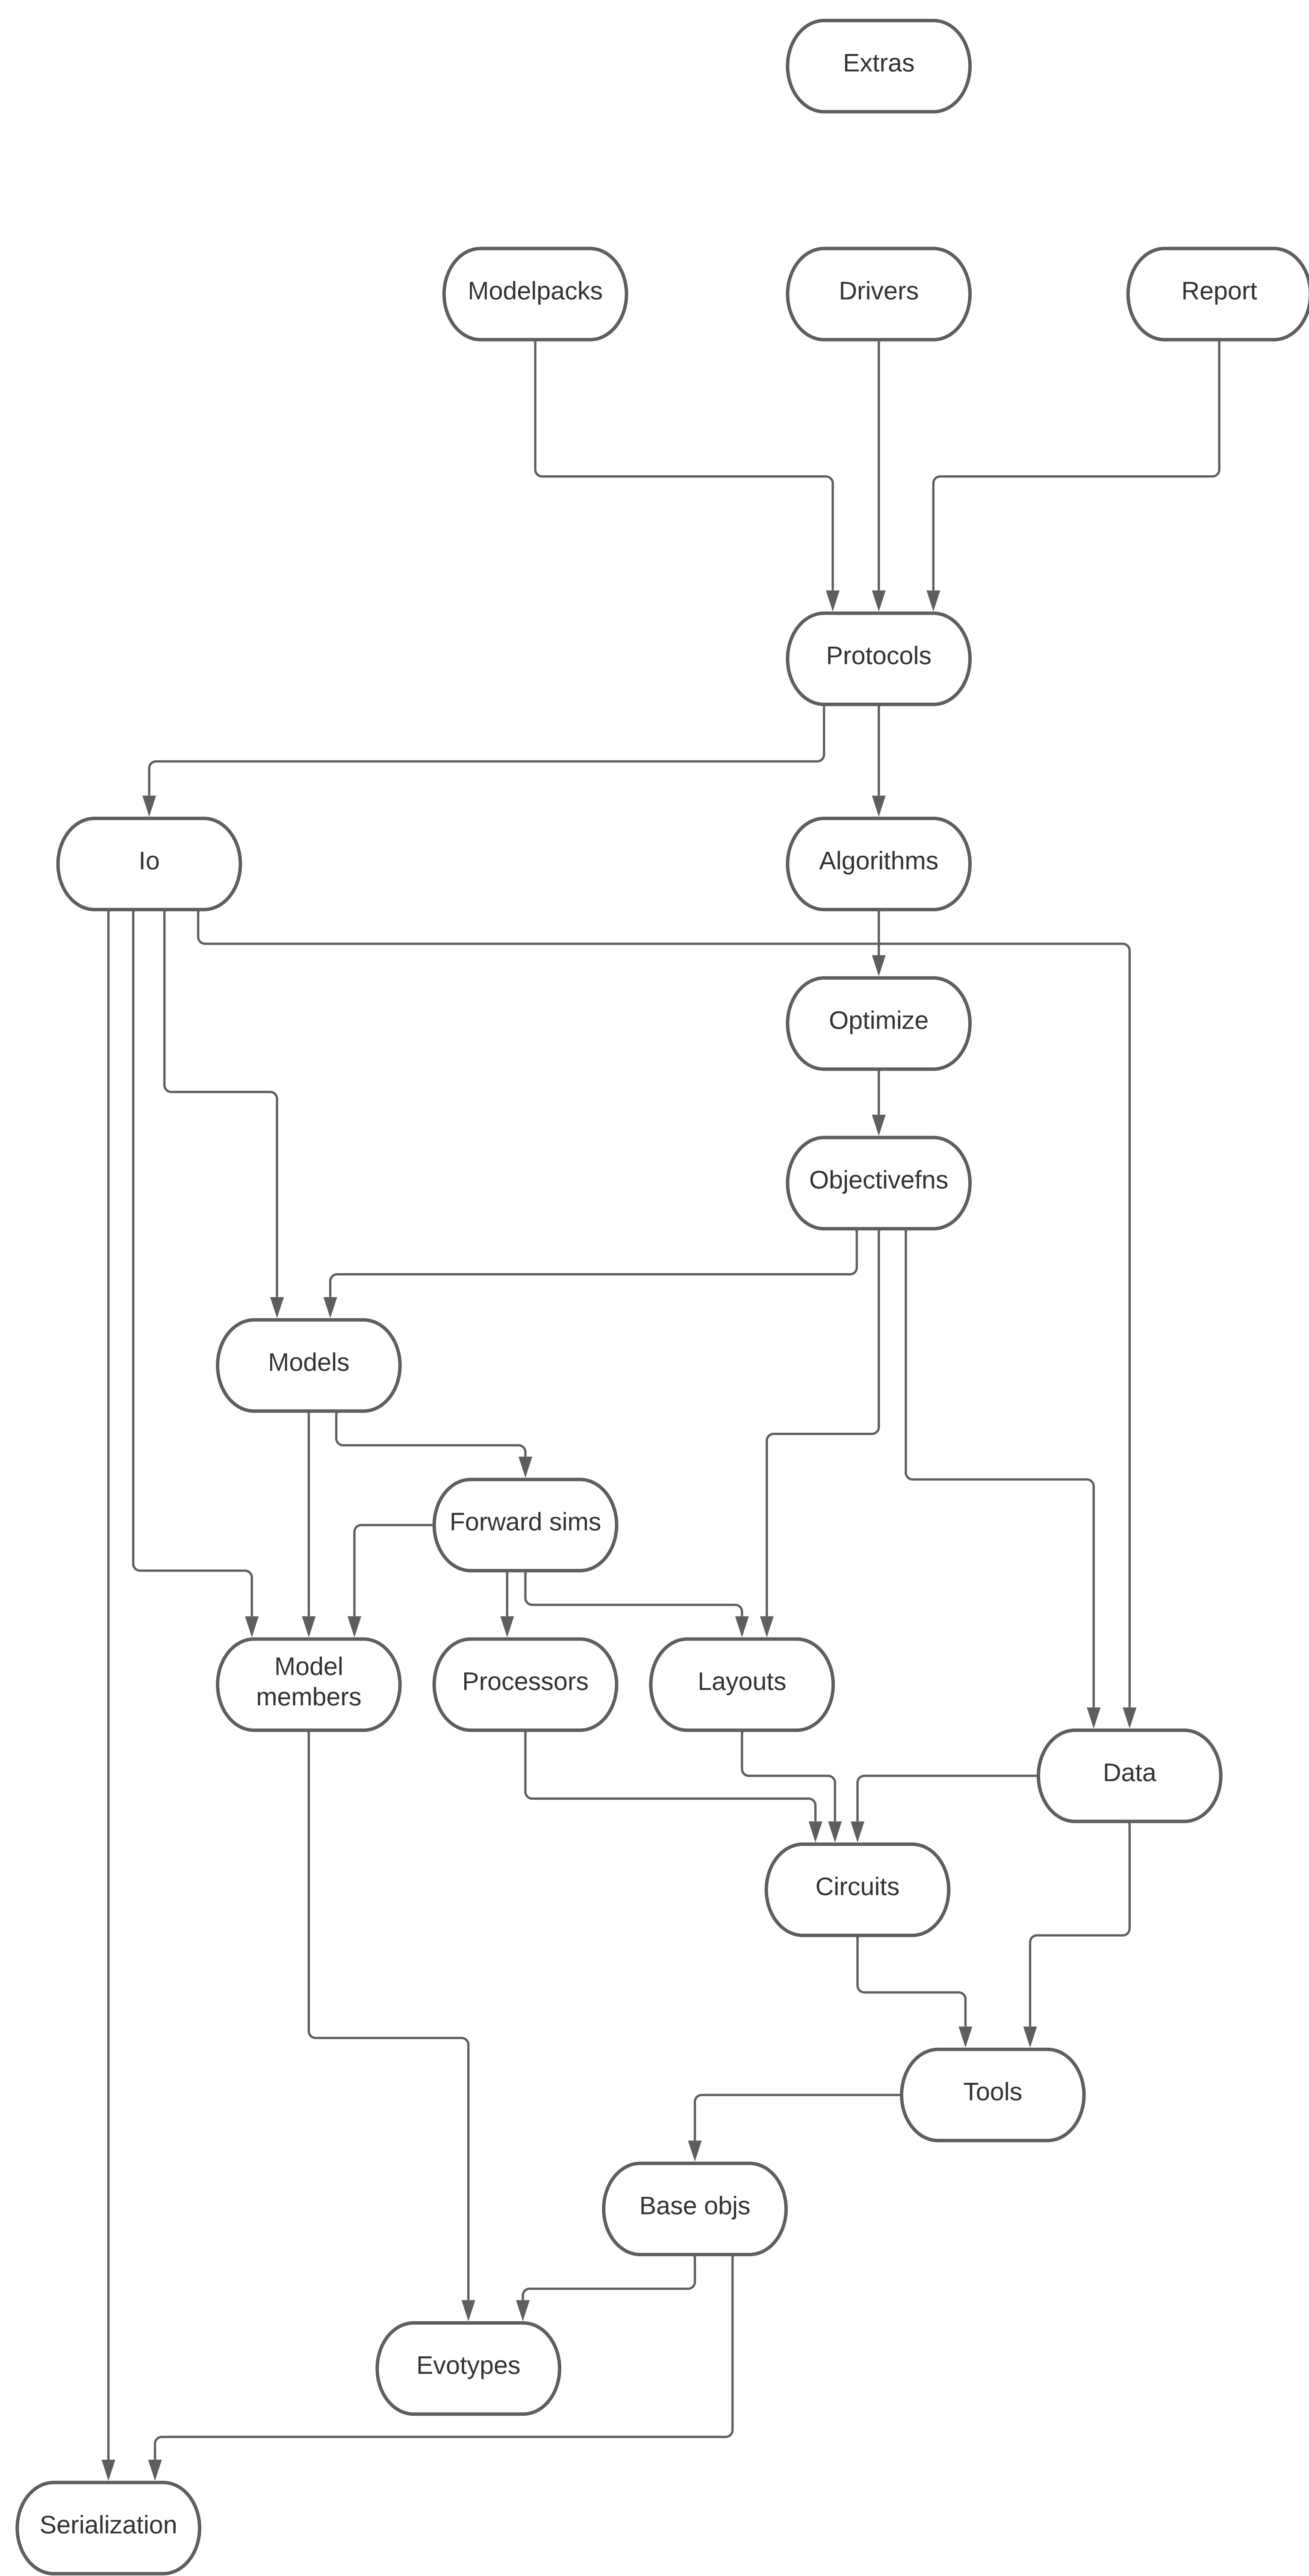 Extras
Modelpacks
Drivers
Report
Protocols
Io
Algorithms
Optimize
Objectivefns
Models
Forward sims
Model
members
Processors
Layouts
Data
Circuits
Tools
Base objs
Evotypes
Serialization